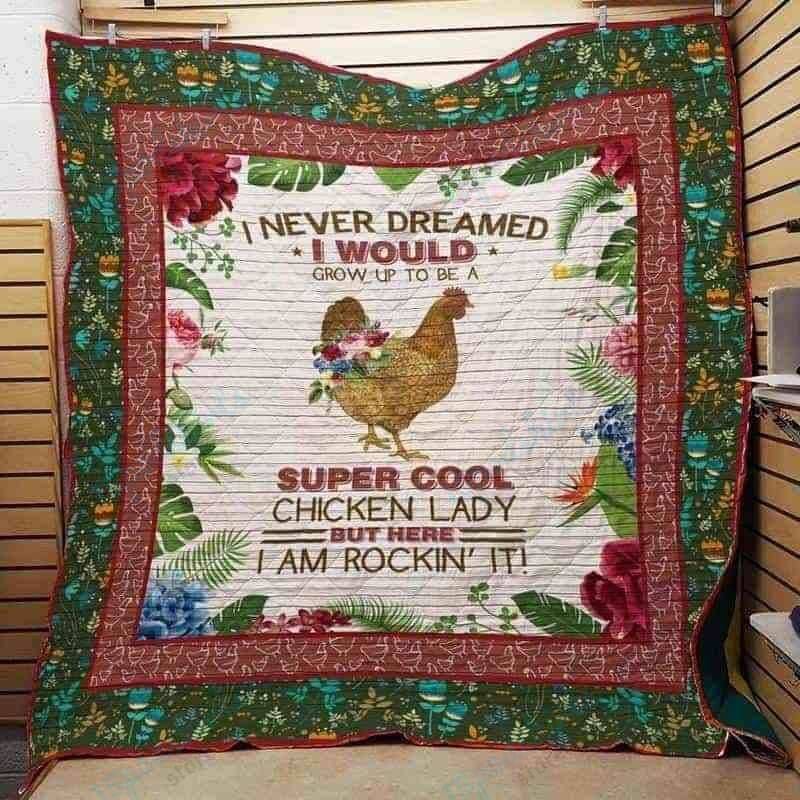 I NEVER DREAMED
I WOULD
GROW UP TO BE A
SUPER COOL
CHICKEN LADY
BUT HERE
I AM ROCKIN' IT!